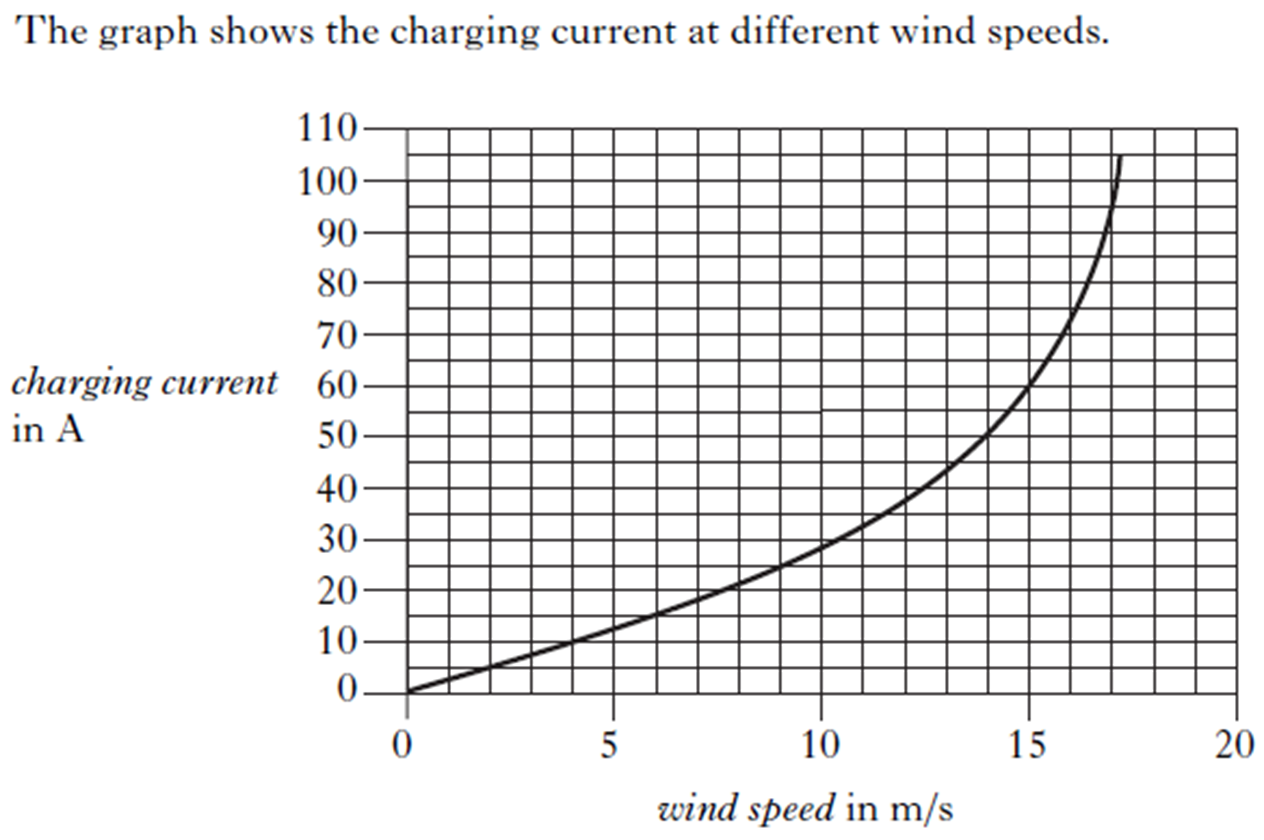 The graph shows the charging current at different wind speeds.
110
100
90
80
70
charging current 60
in A
50
40
30
20
10
0
0 5 10 15 20
wind speed in m/s